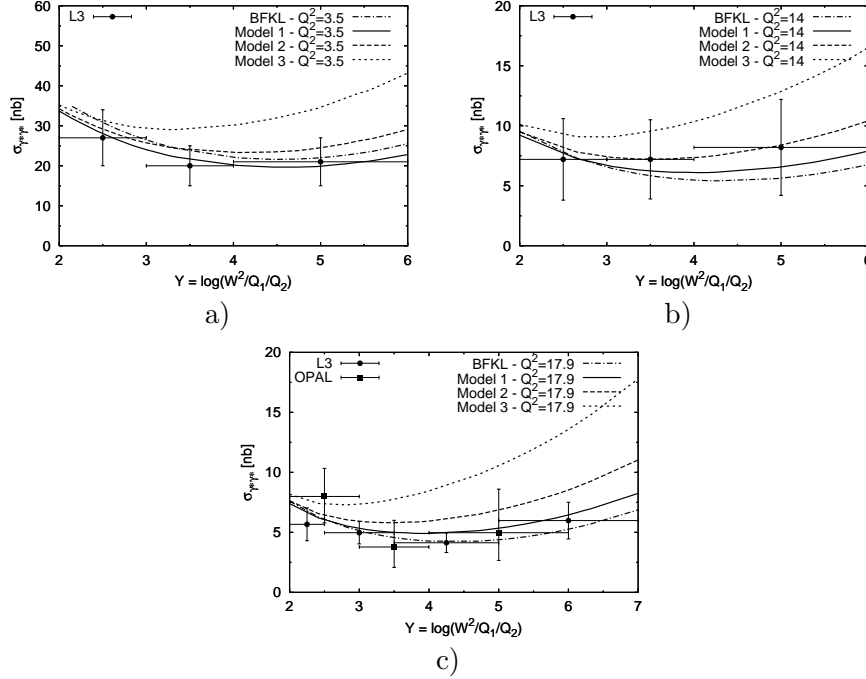 60
50
40
30
20
10
0
σγ*γ* [nb]
L3
BFKL - Q²=3.5
Model 1 - Q²=3.5
Model 2 - Q²=3.5
Model 3 - Q²=3.5
2 3 4 5 6
Y = log(W²/Q₁/Q₂)
a)
20
15
10
5
0
σγ*γ* [nb]
L3
BFKL - Q²=14
Model 1 - Q²=14
Model 2 - Q²=14
Model 3 - Q²=14
2 3 4 5 6
Y = log(W²/Q₁/Q₂)
b)
20
15
10
5
0
σγ*γ* [nb]
L3
OPAL
BFKL - Q²=17.9
Model 1 - Q²=17.9
Model 2 - Q²=17.9
Model 3 - Q²=17.9
2 3 4 5 6 7
Y = log(W²/Q₁/Q₂)
c)